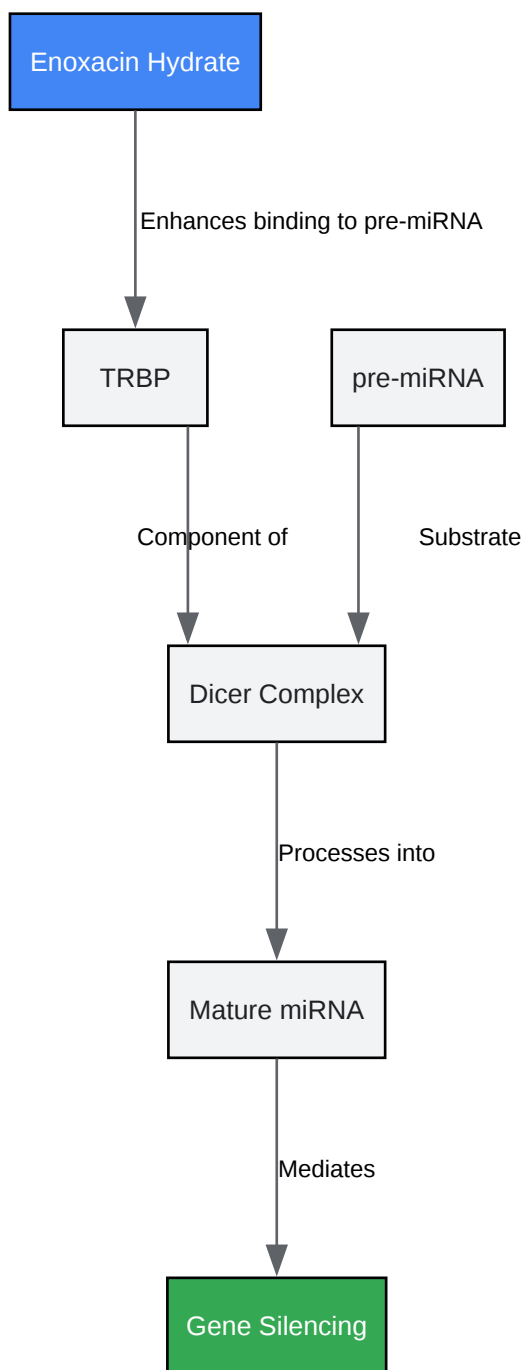 Enoxacin Hydrate
Enhances binding to pre-miRNA
TRBP
pre-miRNA
Component of
Substrate
Dicer Complex
Processes into
Mature miRNA
Mediates
Gene Silencing